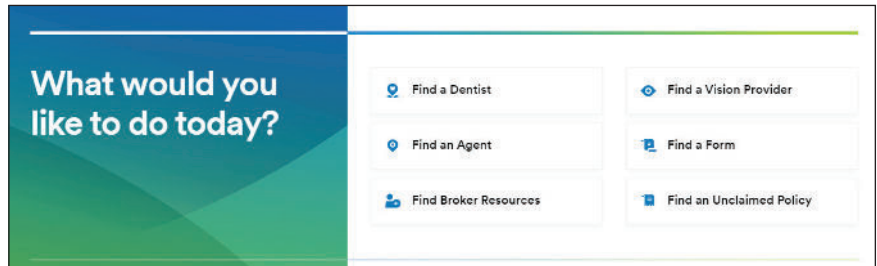 What would you
like to do today?
Find a Dentist
Find a Vision Provider
Find an Agent
Find a Form
Find Broker Resources
Find an Unclaimed Policy